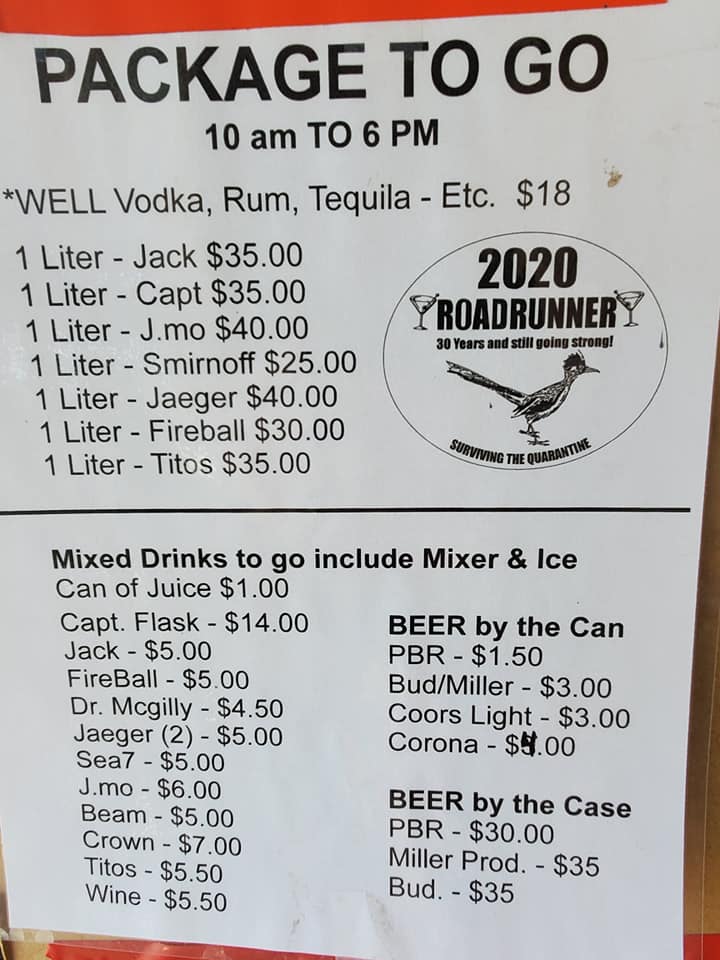 PACKAGE TO GO
10 am TO 6 PM
*WELL Vodka, Rum, Tequila - Etc. $18
1 Liter - Jack $35.00
1 Liter - Capt $35.00
1 Liter - J.mo $40.00
1 Liter - Smirnoff $25.00
1 Liter - Jaeger $40.00
1 Liter - Fireball $30.00
1 Liter - Titos $35.00
2020
ROADRUNNER
30 Years and still going strong!
SURVIVING THE QUARANTINE
Mixed Drinks to go include Mixer & Ice
Can of Juice $1.00
Capt. Flask - $14.00
Jack - $5.00
FireBall - $5.00
Dr. Mcgilly - $4.50
Jaeger (2) - $5.00
Sea7 - $5.00
J.mo - $6.00
Beam - $5.00
Crown - $7.00
Titos - $5.50
Wine - $5.50
BEER by the Can
PBR - $1.50
Bud/Miller - $3.00
Coors Light - $3.00
Corona - $4.00
BEER by the Case
PBR - $30.00
Miller Prod. - $35
Bud. - $35